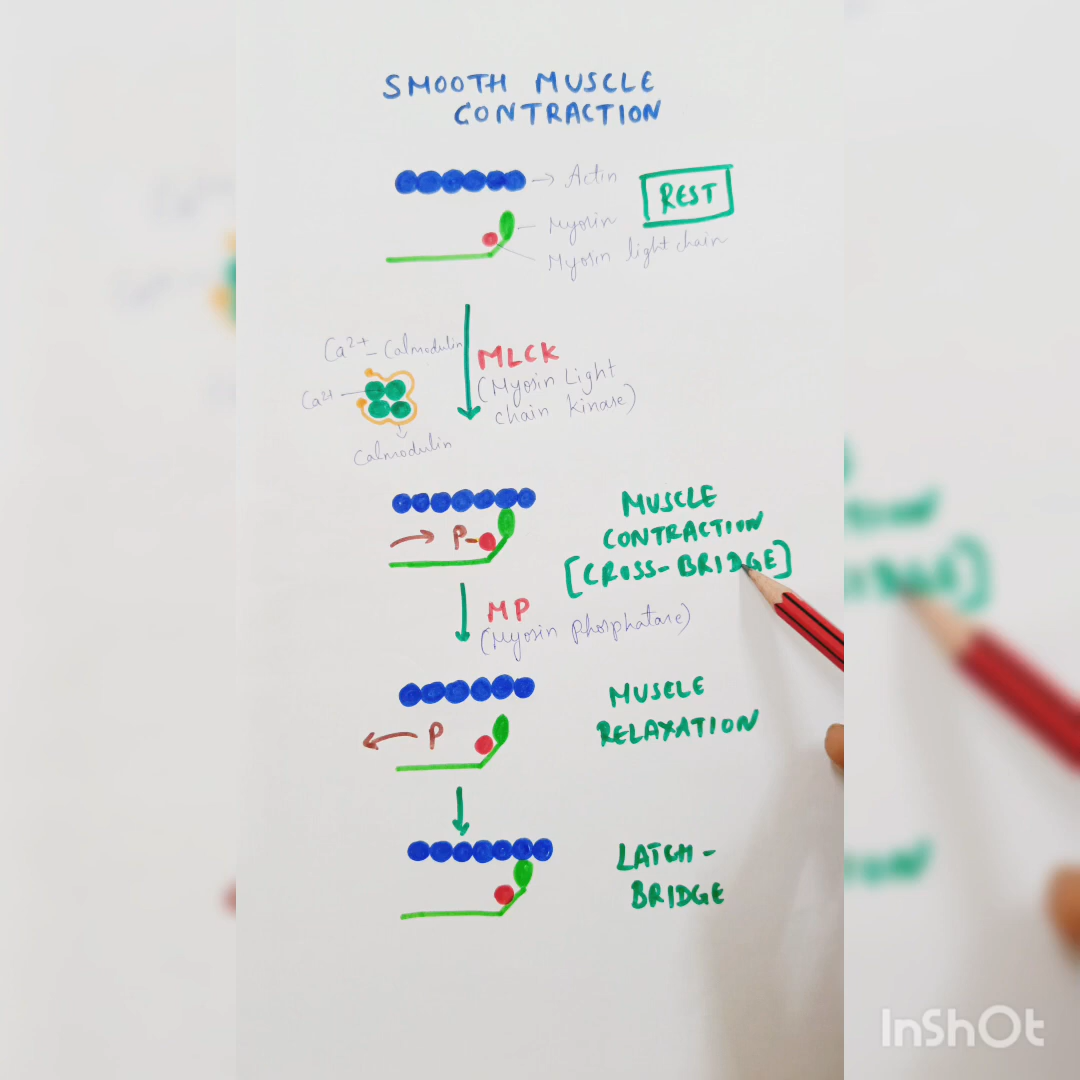 SMOOTH MUSCLE
CONTRACTION
Actin
REST
Myosin
Myosin light chain
Ca2+ - Calmodulin
MLCK
(Myosin Light
chain kinase)
Ca2+
Calmodulin
MUSCLE
CONTRACTION
[CROSS-BRIDGE]
P-
MP
(Myosin phosphatase)
MUSCLE
RELAXATION
P
LATCH-
BRIDGE
InShOt